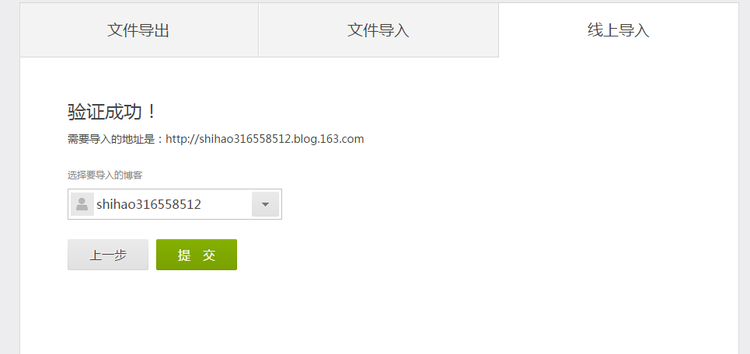 文件导出
文件导入
线上导入
验证成功！
需要导入的地址是：http://shihao316558512.blog.163.com
选择要导入的博客
shihao316558512
上一步
提 交